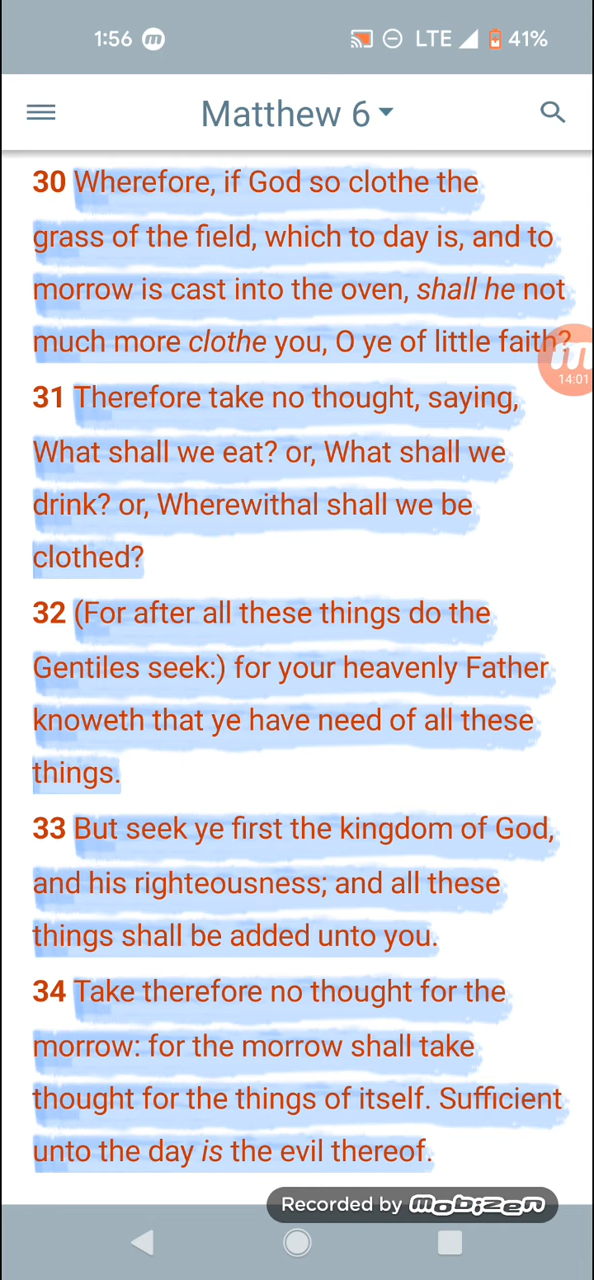 1:56 m LTE 41%
Matthew 6
30 Wherefore, if God so clothe the
grass of the field, which to day is, and to
morrow is cast into the oven, shall he not
much more clothe you, O ye of little faith?
m
14:01
31 Therefore take no thought, saying,
What shall we eat? or, What shall we
drink? or, Wherewithal shall we be
clothed?
32 (For after all these things do the
Gentiles seek:) for your heavenly Father
knoweth that ye have need of all these
things.
33 But seek ye first the kingdom of God,
and his righteousness; and all these
things shall be added unto you.
34 Take therefore no thought for the
morrow: for the morrow shall take
thought for the things of itself. Sufficient
unto the day is the evil thereof.
Recorded by mobizen